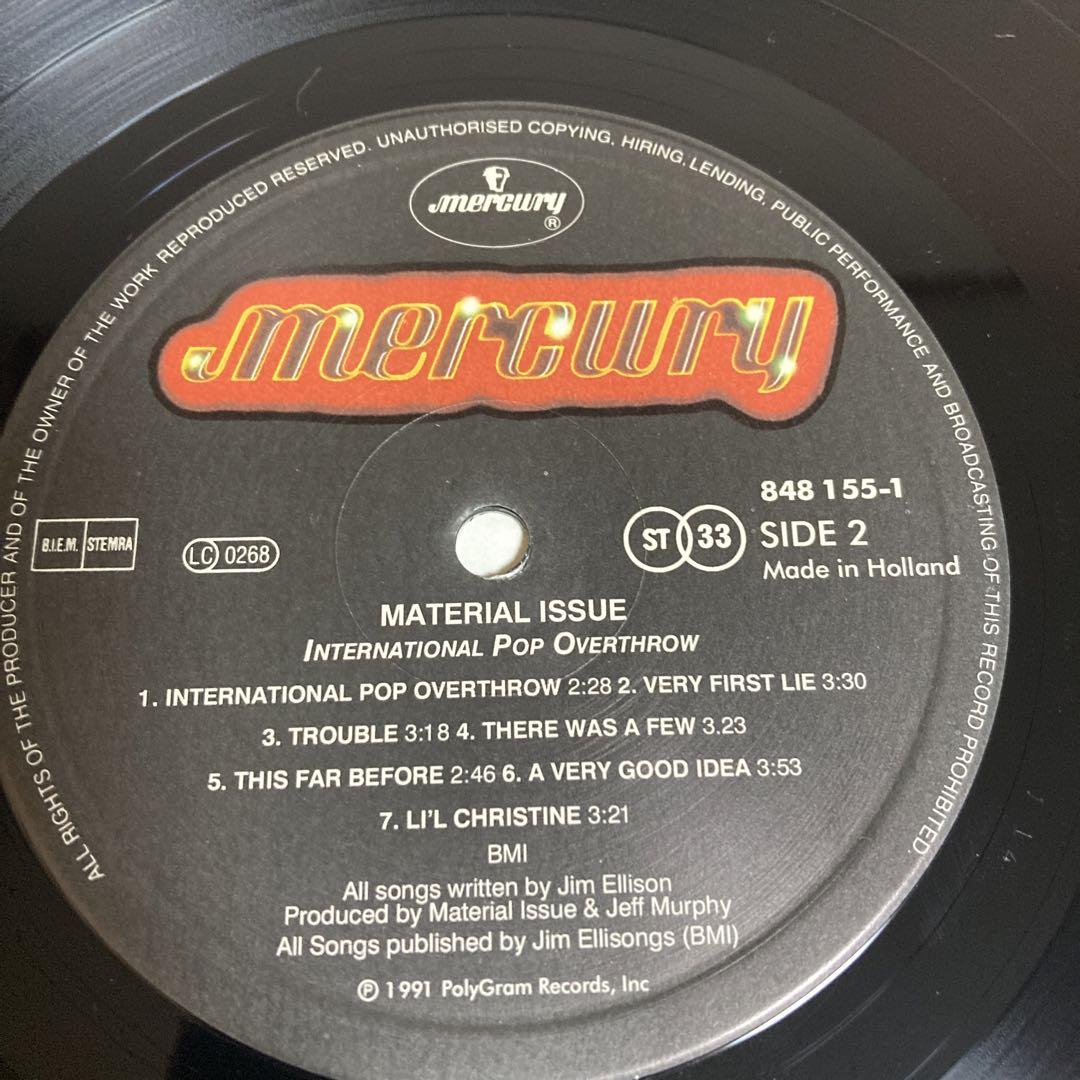 ALL RIGHTS OF THE PRODUCER AND OF THE OWNER OF THE WORK REPRODUCED RESERVED. UNAUTHORISED COPYING, HIRING, LENDING, PUBLIC PERFORMANCE AND BROADCASTING OF THIS RECORD PROHIBITED.
mercury
®
mercury
848 155-1
B.I.E.M. STEMRA
LC 0268
ST 33 SIDE 2
Made in Holland
MATERIAL ISSUE
INTERNATIONAL POP OVERTHROW
1. INTERNATIONAL POP OVERTHROW 2:28 2. VERY FIRST LIE 3:30
3. TROUBLE 3:18 4. THERE WAS A FEW 3.23
5. THIS FAR BEFORE 2:46 6. A VERY GOOD IDEA 3:53
7. LI'L CHRISTINE 3:21
BMI
All songs written by Jim Ellison
Produced by Material Issue & Jeff Murphy
All Songs published by Jim Ellisongs (BMI)
℗ 1991 PolyGram Records, Inc